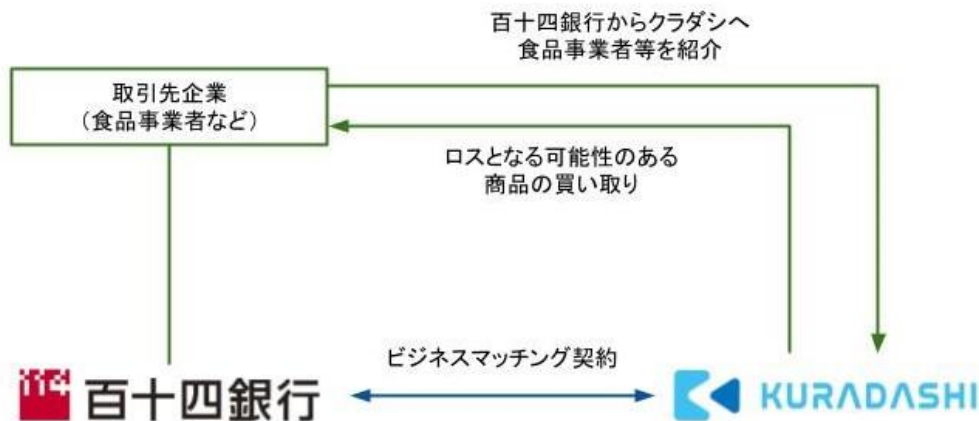 百十四銀行からクラダシへ
食品事業者等を紹介
取引先企業
（食品事業者など）
ロスとなる可能性のある
商品の買い取り
ビジネスマッチング契約
114 百十四銀行
KURADASHI